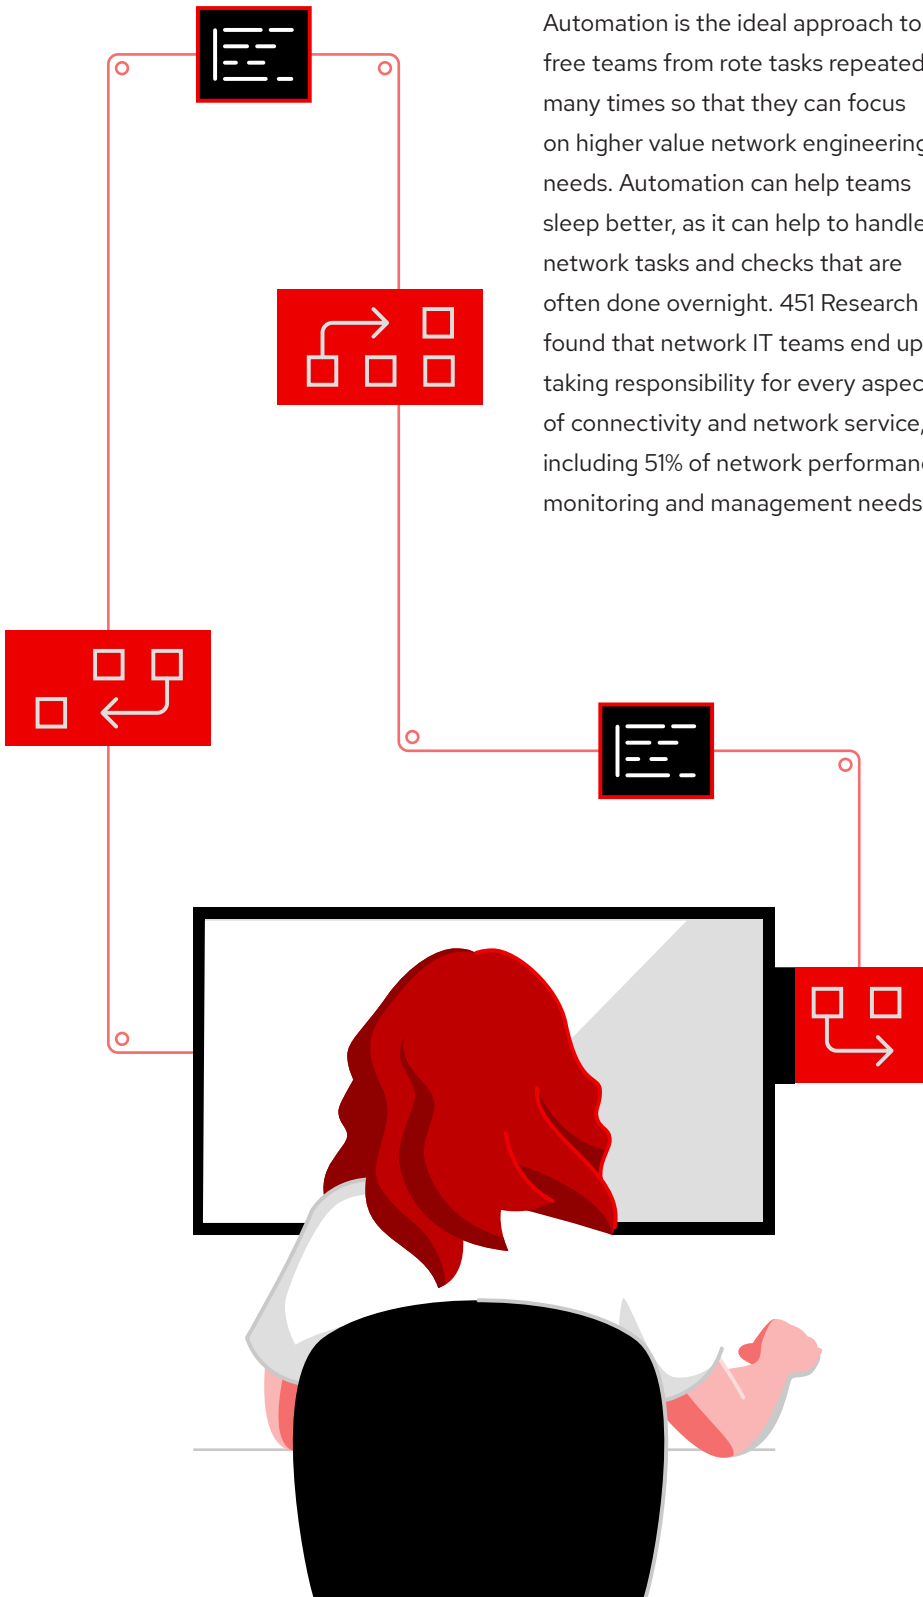 Automation is the ideal approach to
free teams from rote tasks repeated
many times so that they can focus
on higher value network engineering
needs. Automation can help teams
sleep better, as it can help to handle
network tasks and checks that are
often done overnight. 451 Research
found that network IT teams end up
taking responsibility for every aspec
of connectivity and network service,
including 51% of network performan
monitoring and management needs